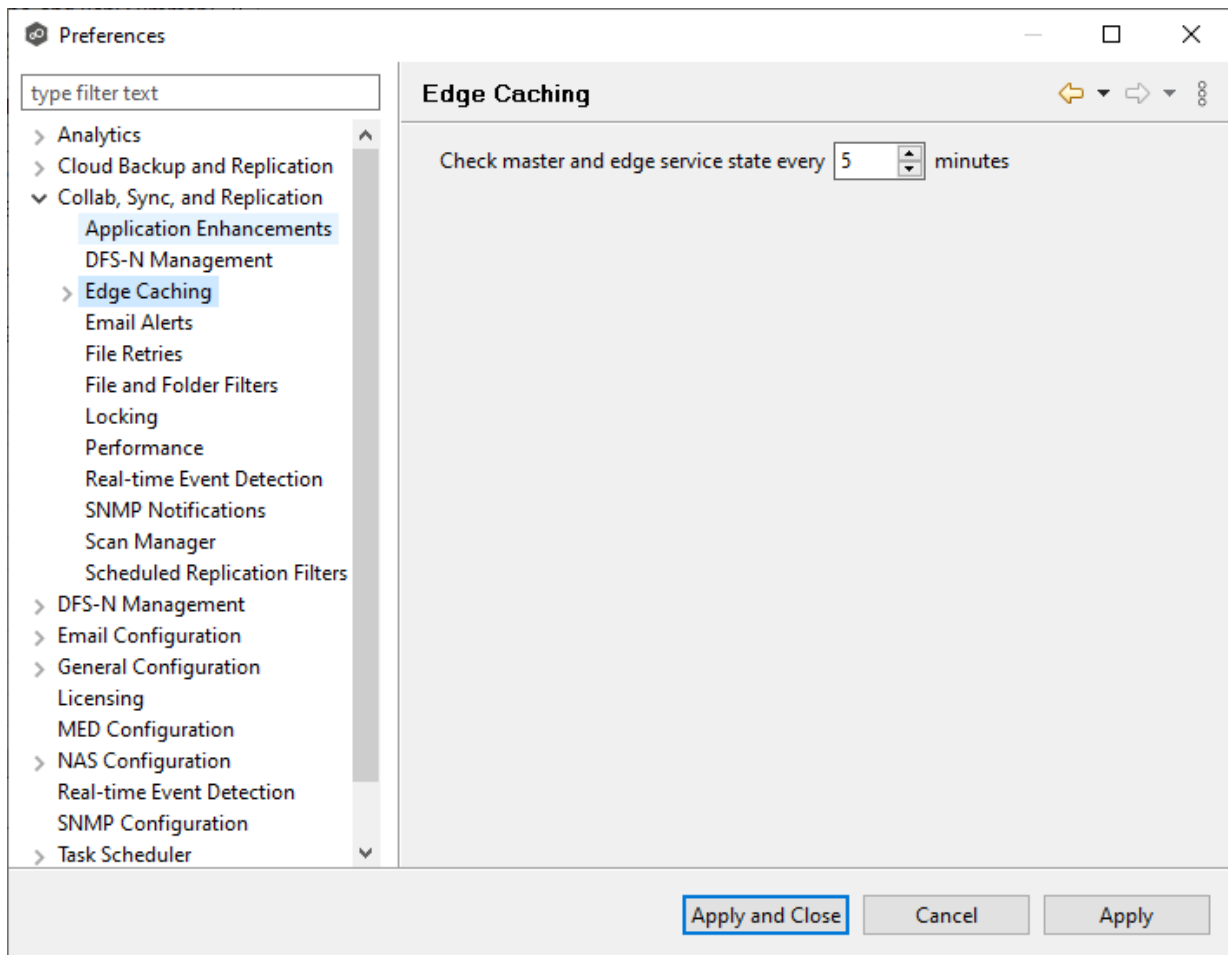 Preferences
type filter text
Analytics
Cloud Backup and Replication
Collab, Sync, and Replication
Application Enhancements
DFS-N Management
Edge Caching
Email Alerts
File Retries
File and Folder Filters
Locking
Performance
Real-time Event Detection
SNMP Notifications
Scan Manager
Scheduled Replication Filters
DFS-N Management
Email Configuration
General Configuration
Licensing
MED Configuration
NAS Configuration
Real-time Event Detection
SNMP Configuration
Task Scheduler
Edge Caching
Check master and edge service state every 5 minutes
Apply and Close Cancel Apply